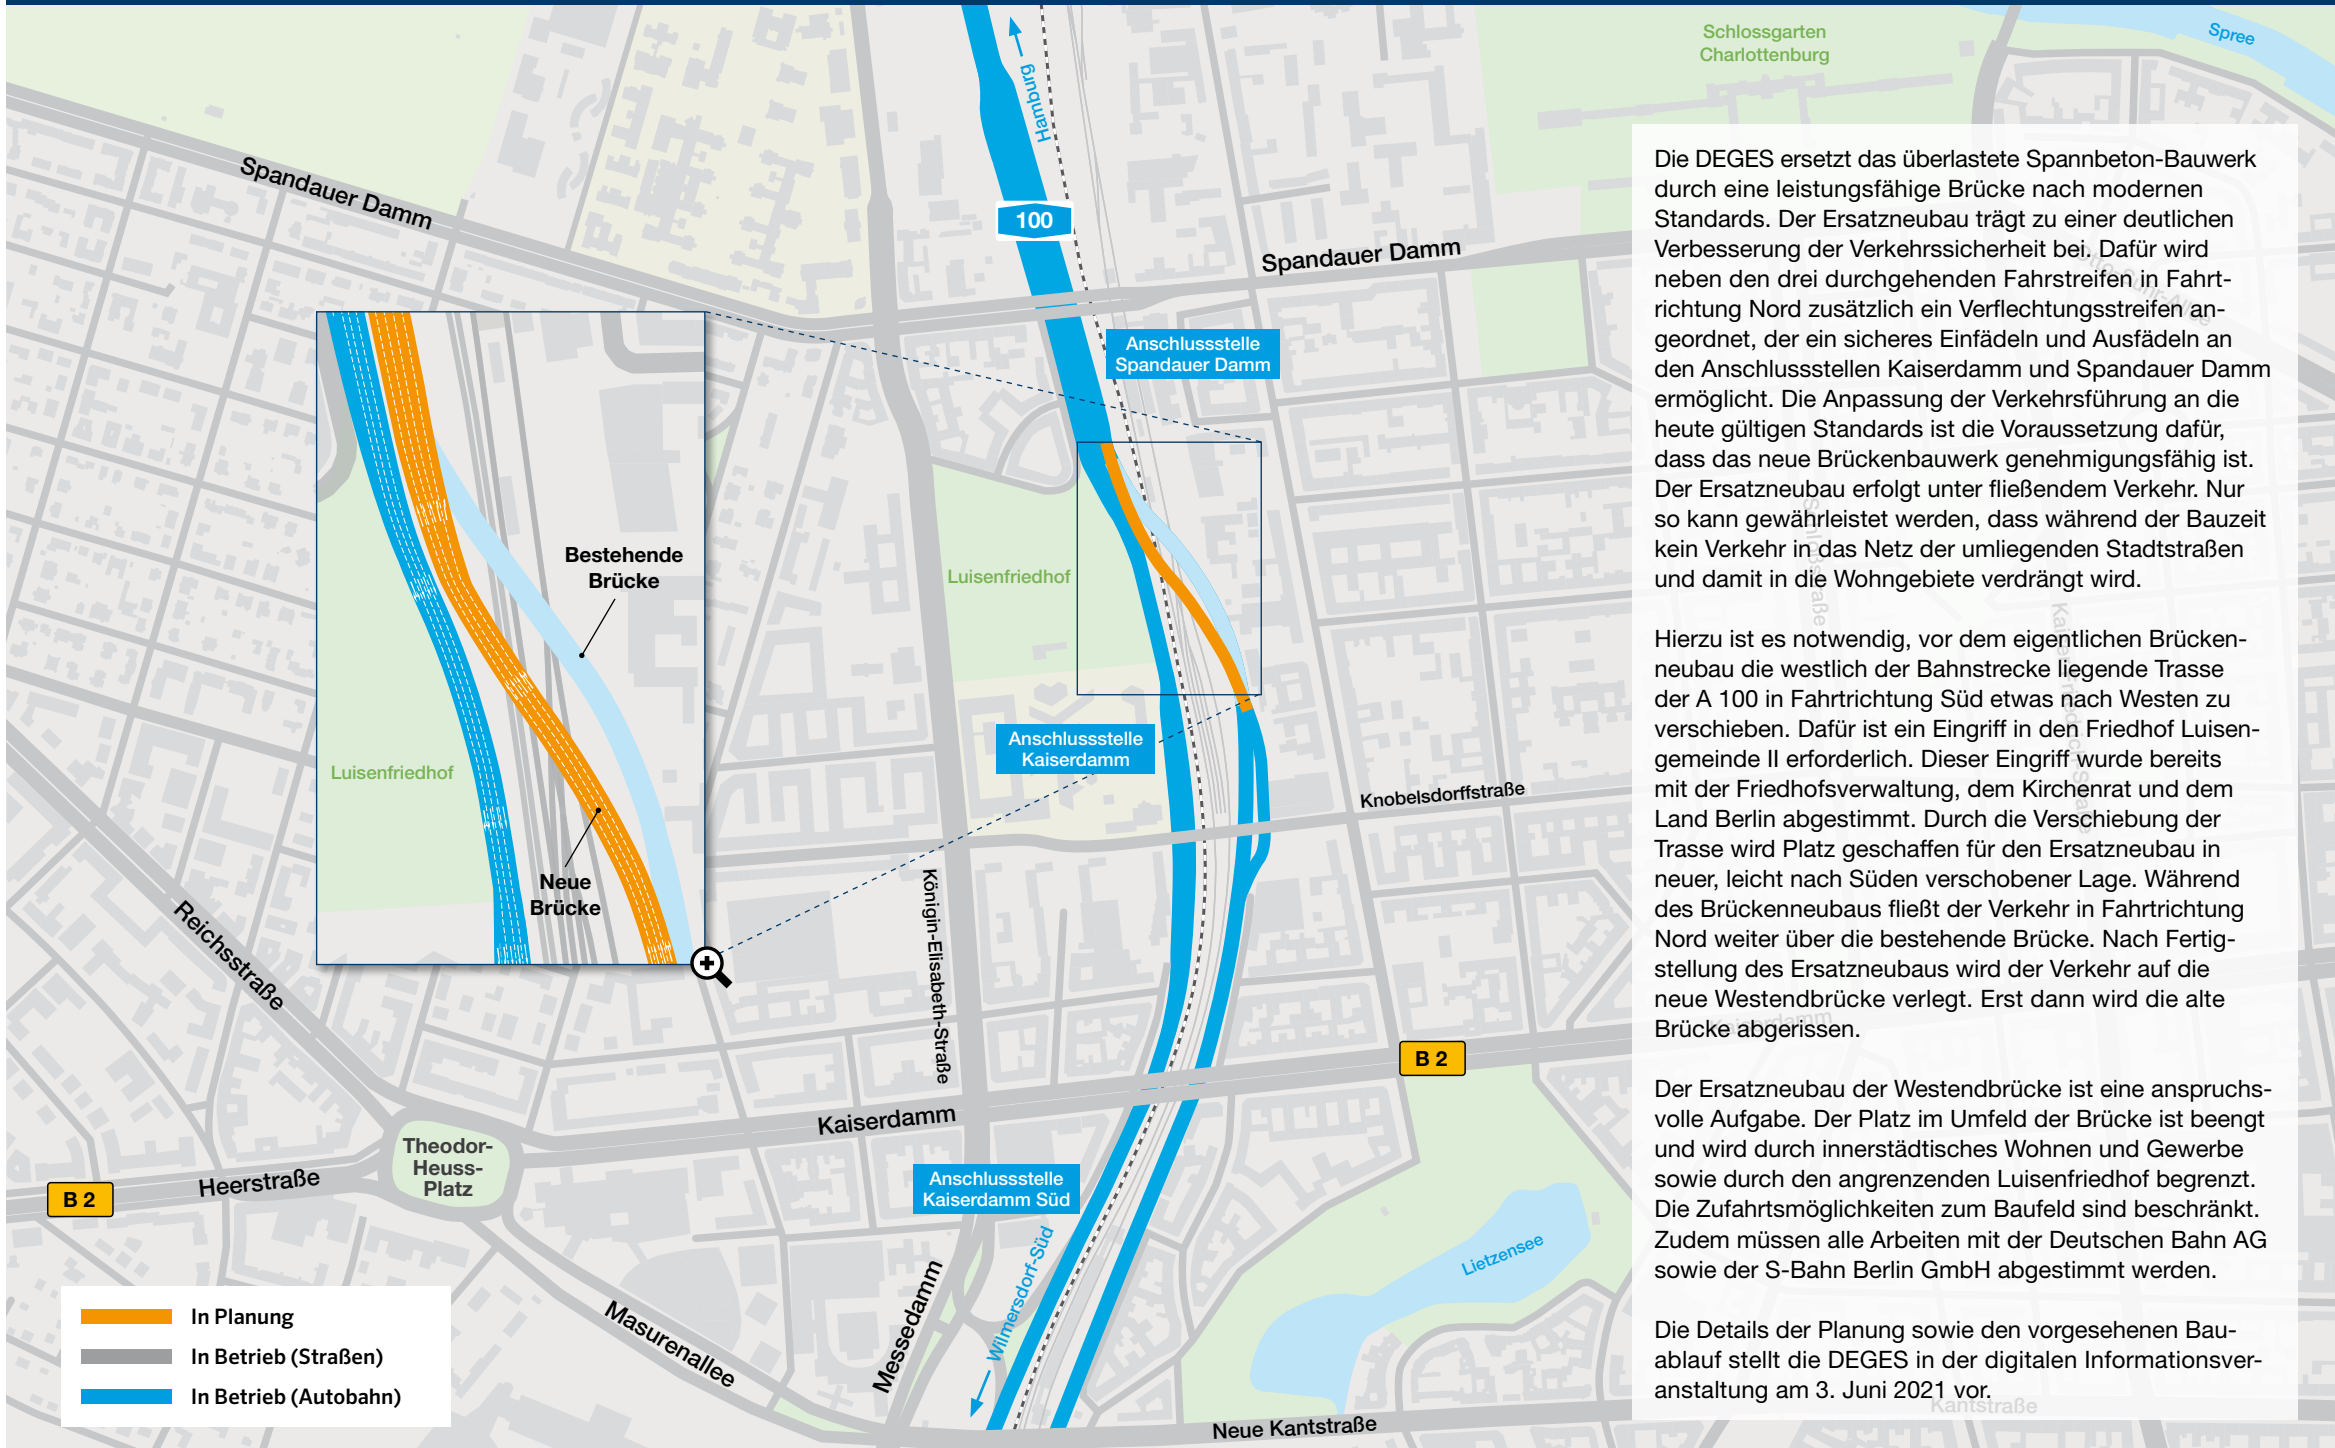 Schlossgarten
Charlottenburg
Spree
Hamburg
Spandauer Damm
100
Spandauer Damm
Anschlussstelle
Spandauer Damm
Bestehende
Brücke
Luisenfriedhof
Luisenfriedhof
Neue
Brücke
Anschlussstelle
Kaiserdamm
Knobelsdorffstraße
Königin-Elisabeth-Straße
Reichsstraße
B 2
Kaiserdamm
Theodor-
Heuss-
Platz
Heerstraße
B 2
Anschlussstelle
Kaiserdamm Süd
Wilmersdorf-Süd
Lietzensee
Messedamm
Masurenallee
Neue Kantstraße
In Planung
In Betrieb (Straßen)
In Betrieb (Autobahn)
Die DEGES ersetzt das überlastete Spannbeton-Bauwerk
durch eine leistungsfähige Brücke nach modernen
Standards. Der Ersatzneubau trägt zu einer deutlichen
Verbesserung der Verkehrssicherheit bei. Dafür wird
neben den drei durchgehenden Fahrstreifen in Fahrt-
richtung Nord zusätzlich ein Verflechtungsstreifen an-
geordnet, der ein sicheres Einfädeln und Ausfädeln an
den Anschlussstellen Kaiserdamm und Spandauer Damm
ermöglicht. Die Anpassung der Verkehrsführung an die
heute gültigen Standards ist die Voraussetzung dafür,
dass das neue Brückenbauwerk genehmigungsfähig ist.
Der Ersatzneubau erfolgt unter fließendem Verkehr. Nur
so kann gewährleistet werden, dass während der Bauzeit
kein Verkehr in das Netz der umliegenden Stadtstraßen
und damit in die Wohngebiete verdrängt wird.
Hierzu ist es notwendig, vor dem eigentlichen Brücken-
neubau die westlich der Bahnstrecke liegende Trasse
der A 100 in Fahrtrichtung Süd etwas nach Westen zu
verschieben. Dafür ist ein Eingriff in den Friedhof Luisen-
gemeinde II erforderlich. Dieser Eingriff wurde bereits
mit der Friedhofsverwaltung, dem Kirchenrat und dem
Land Berlin abgestimmt. Durch die Verschiebung der
Trasse wird Platz geschaffen für den Ersatzneubau in
neuer, leicht nach Süden verschobener Lage. Während
des Brückenneubaus fließt der Verkehr in Fahrtrichtung
Nord weiter über die bestehende Brücke. Nach Fertig-
stellung des Ersatzneubaus wird der Verkehr auf die
neue Westendbrücke verlegt. Erst dann wird die alte
Brücke abgerissen.
Der Ersatzneubau der Westendbrücke ist eine anspruchs-
volle Aufgabe. Der Platz im Umfeld der Brücke ist beengt
und wird durch innerstädtisches Wohnen und Gewerbe
sowie durch den angrenzenden Luisenfriedhof begrenzt.
Die Zufahrtsmöglichkeiten zum Baufeld sind beschränkt.
Zudem müssen alle Arbeiten mit der Deutschen Bahn AG
sowie der S-Bahn Berlin GmbH abgestimmt werden.
Die Details der Planung sowie den vorgesehenen Bau-
ablauf stellt die DEGES in der digitalen Informationsver-
anstaltung am 3. Juni 2021 vor.
Kaiserdamm
Kantstraße